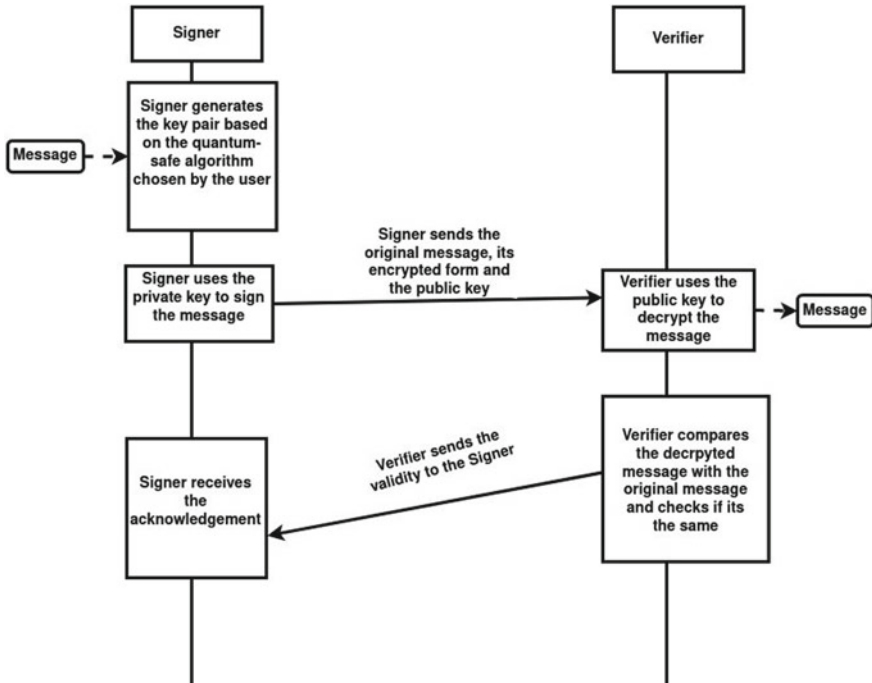 Signer
Verifier
Signer generates
the key pair based
on the quantum-
safe algorithm
chosen by the user
Message
Signer sends the
original message, its
encrypted form and
the public key
Signer uses the
private key to sign
the message
Verifier uses the
public key to
decrypt the
message
Message
Verifier sends the
validity to the Signer
Verifier compares
the decrpyted
message with the
original message
and checks if its
the same
Signer receives
the
acknowledgement